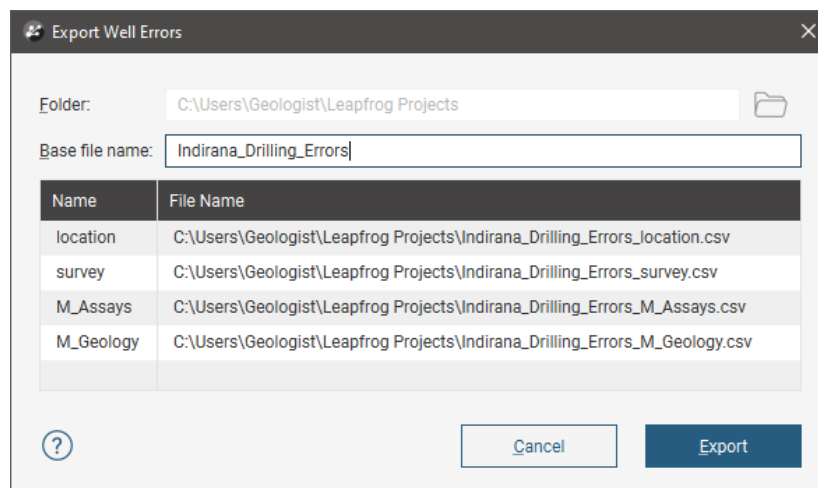 Export Well Errors
Folder: C:\Users\Geologist\Leapfrog Projects
Base file name: Indirana_Drilling_Errors
Name File Name
location C:\Users\Geologist\Leapfrog Projects\Indirana_Drilling_Errors_location.csv
survey C:\Users\Geologist\Leapfrog Projects\Indirana_Drilling_Errors_survey.csv
M_Assays C:\Users\Geologist\Leapfrog Projects\Indirana_Drilling_Errors_M_Assays.csv
M_Geology C:\Users\Geologist\Leapfrog Projects\Indirana_Drilling_Errors_M_Geology.csv
? Cancel Export